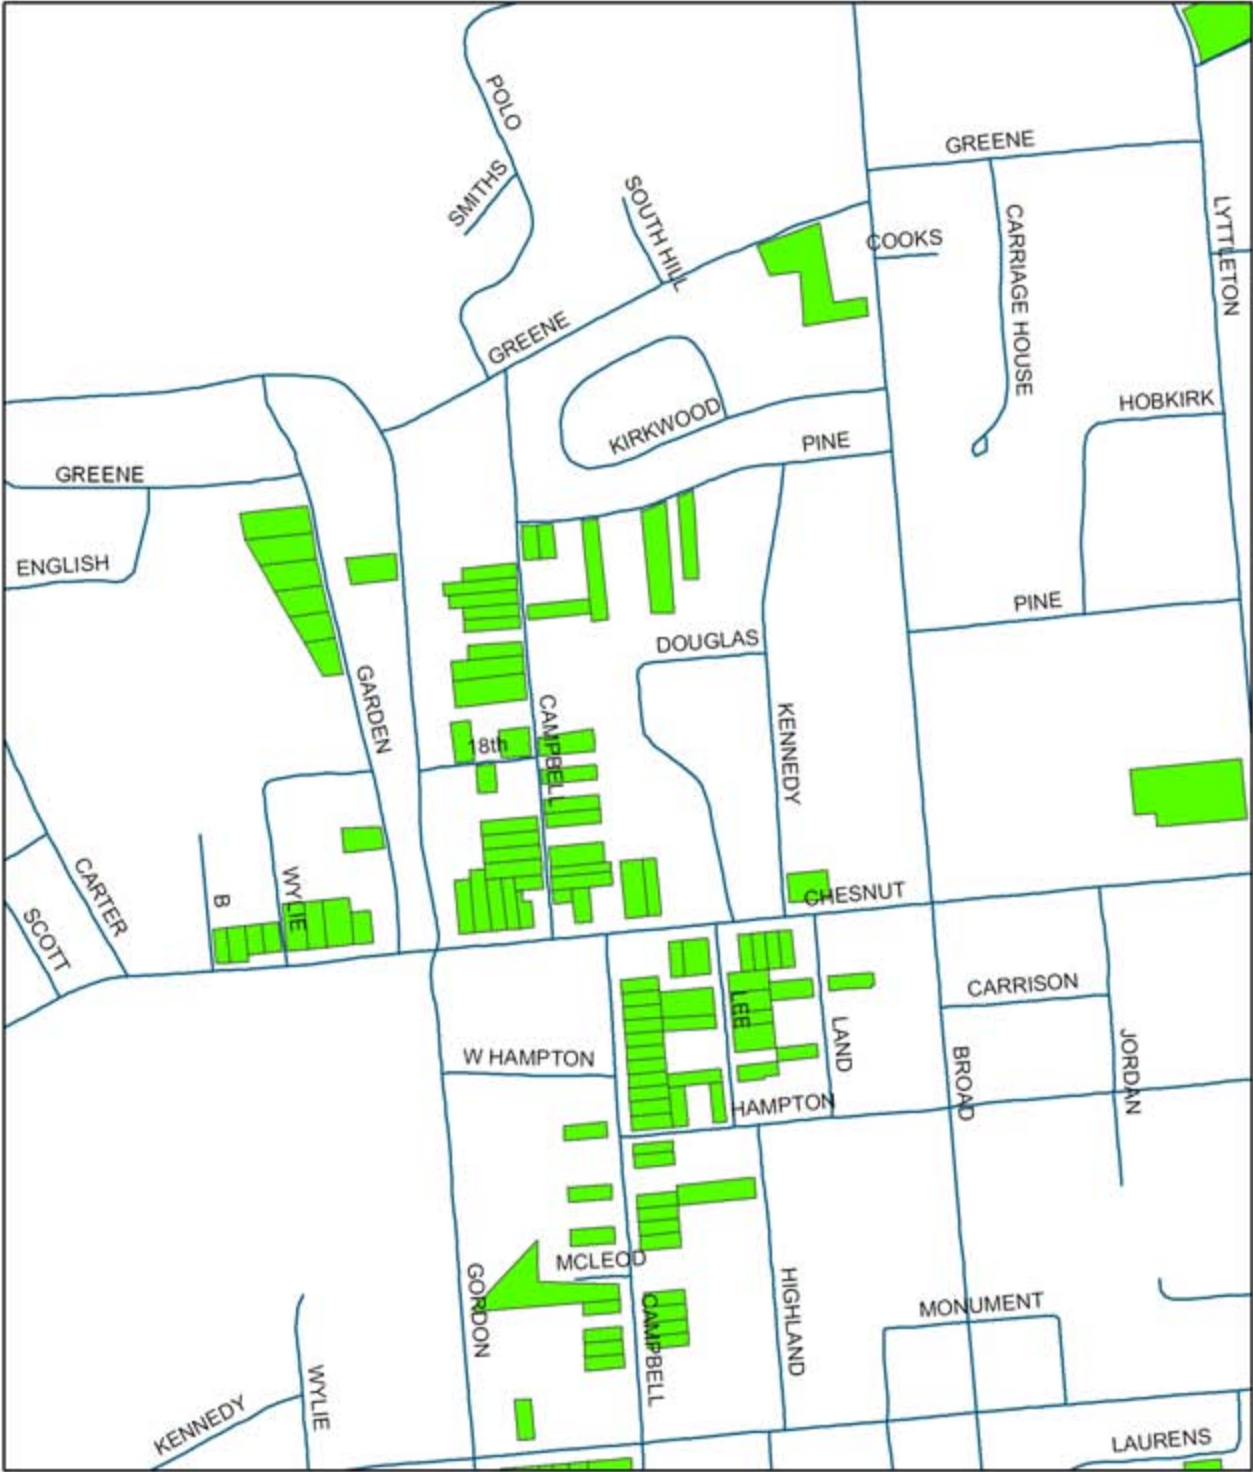 POLO
GREENE
SMITHS
SOUTH HILL
COOKS
CARRIAGE HOUSE
LYTTLETON
GREENE
KIRKWOOD
HOBKIRK
PINE
GREENE
ENGLISH
PINE
DOUGLAS
GARDEN
CAMPBELL
KENNEDY
18th
CARTER
B
WYLIE
CHESNUT
SCOTT
LEE
CARRISON
LAND
JORDAN
W HAMPTON
BROAD
HAMPTON
MCLEOD
GORDON
CAMPBELL
HIGHLAND
MONUMENT
WYLIE
KENNEDY
LAURENS